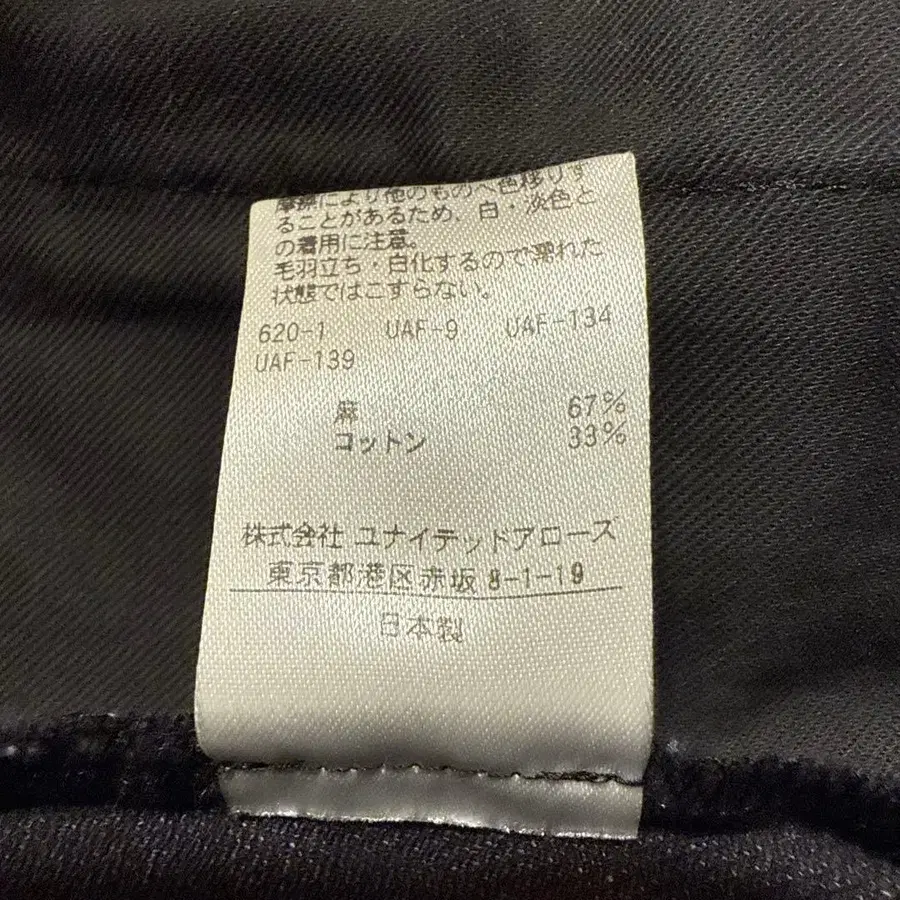 摩擦により他のものへ色移りす
ることがあるため、白・淡色と
の着用に注意。
毛羽立ち・白化するので濡れた
状態ではこすらない。
620-1 UAF-9 UAF-134
UAF-139
麻 67%
コットン 33%
株式会社 ユナイテッドアローズ
東京都港区赤坂 8-1-19
日本製